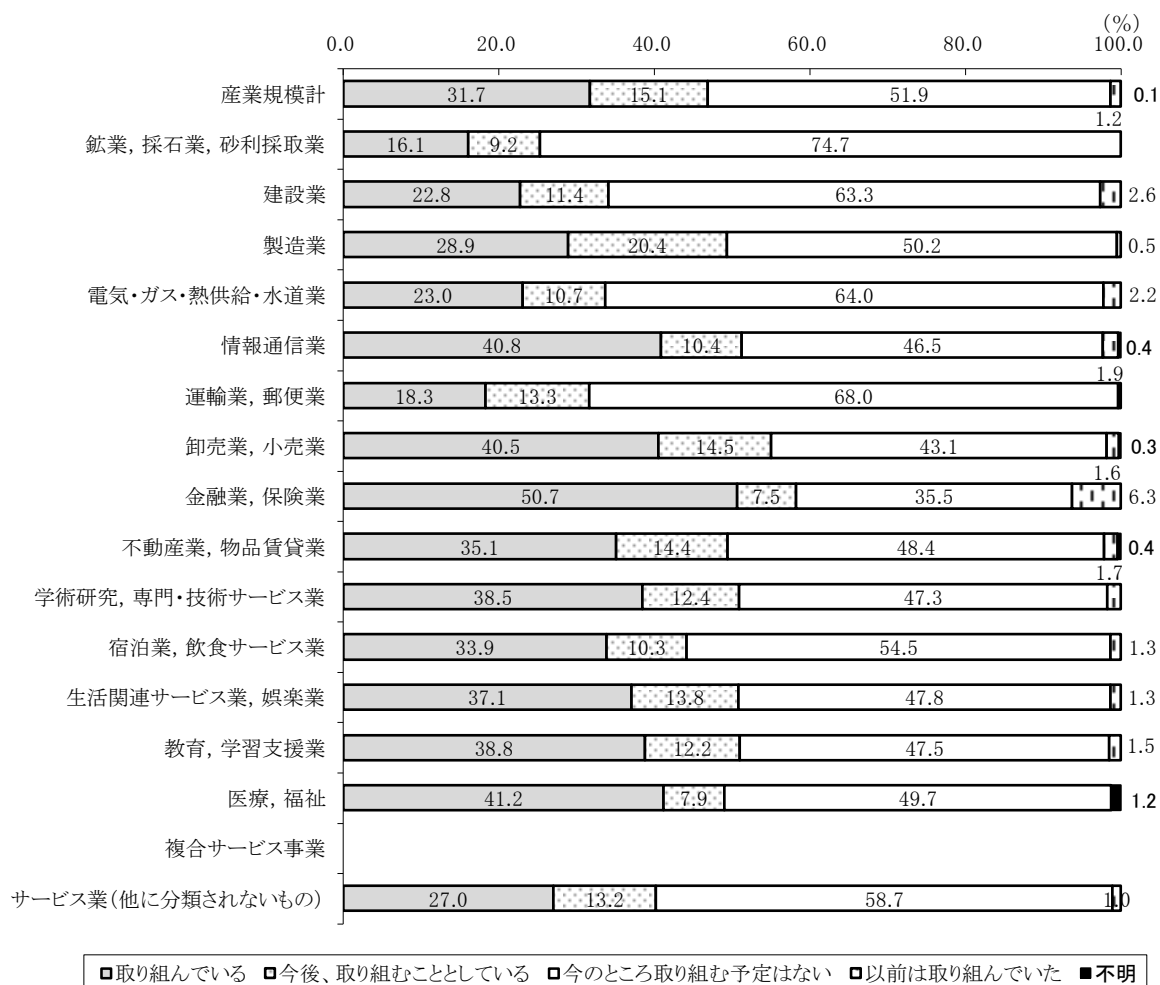 (%)
0.0 20.0 40.0 60.0 80.0 100.0
産業規模計 31.7 15.1 51.9 0.1
1.2
鉱業，採石業，砂利採取業 16.1 9.2 74.7
建設業 22.8 11.4 63.3 2.6
製造業 28.9 20.4 50.2 0.5
電気・ガス・熱供給・水道業 23.0 10.7 64.0 2.2
情報通信業 40.8 10.4 46.5 0.4
1.9
運輸業，郵便業 18.3 13.3 68.0
卸売業，小売業 40.5 14.5 43.1 0.3
1.6
金融業，保険業 50.7 7.5 35.5 6.3
不動産業，物品賃貸業 35.1 14.4 48.4 0.4
1.7
学術研究，専門・技術サービス業 38.5 12.4 47.3
宿泊業，飲食サービス業 33.9 10.3 54.5 1.3
生活関連サービス業，娯楽業 37.1 13.8 47.8 1.3
教育，学習支援業 38.8 12.2 47.5 1.5
医療，福祉 41.2 7.9 49.7 1.2
複合サービス事業
サービス業（他に分類されないもの） 27.0 13.2 58.7 1.0
取り組んでいる 今後、取り組むこととしている 今のところ取り組む予定はない 以前は取り組んでいた 不明